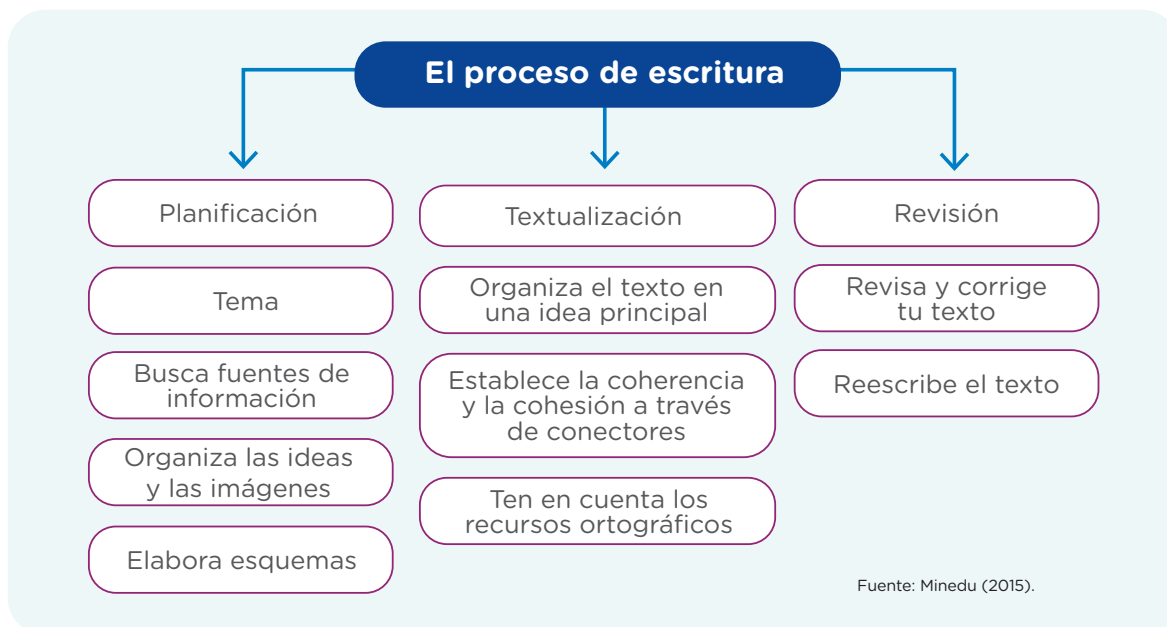 El proceso de escritura
Planificación
Tema
Busca fuentes de
información
Organiza las ideas
y las imágenes
Elabora esquemas
Textualización
Organiza el texto en
una idea principal
Establece la coherencia
y la cohesión a través
de conectores
Ten en cuenta los
recursos ortográficos
Revisión
Revisa y corrige
tu texto
Reescribe el texto
Fuente: Minedu (2015).